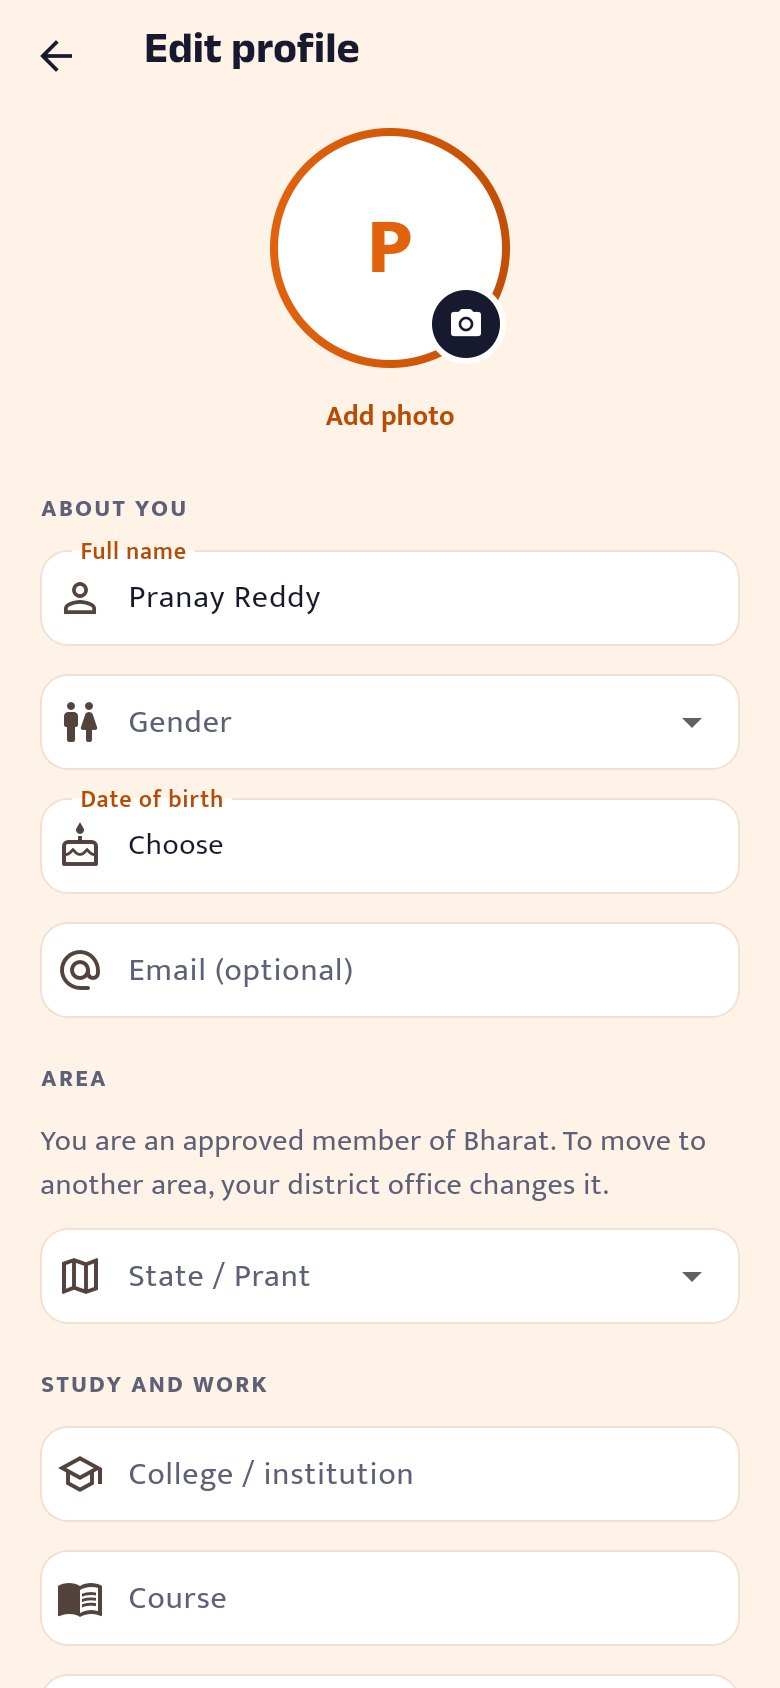 Edit profile
P
Add photo
ABOUT YOU
Full name
Pranay Reddy
Gender
Date of birth
Choose
Email (optional)
AREA
You are an approved member of Bharat. To move to
another area, your district office changes it.
State / Prant
STUDY AND WORK
College / institution
Course